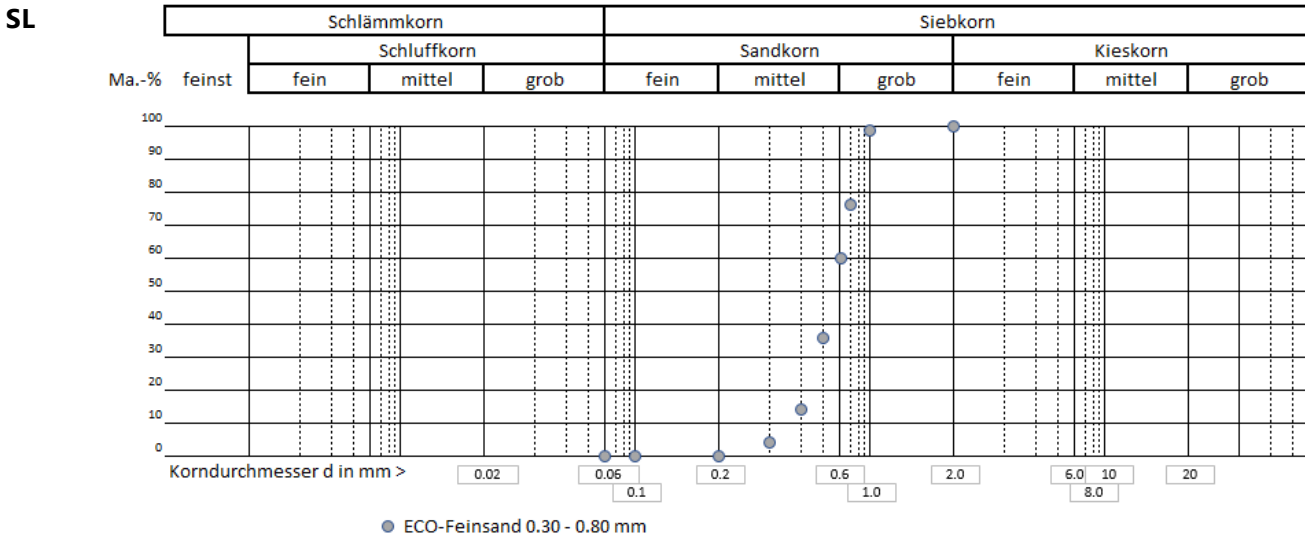 SL
Schlämmkorn Siebkorn
Schluffkorn Sandkorn Kieskorn
Ma.-% feinst fein mittel grob fein mittel grob fein mittel grob
100
90
80
70
60
50
40
30
20
10
0
Korndurchmesser d in mm > 0.02 0.06 0.2 0.6 2.0 6.0 10 20
0.1 1.0 8.0
ECO-Feinsand 0.30 - 0.80 mm